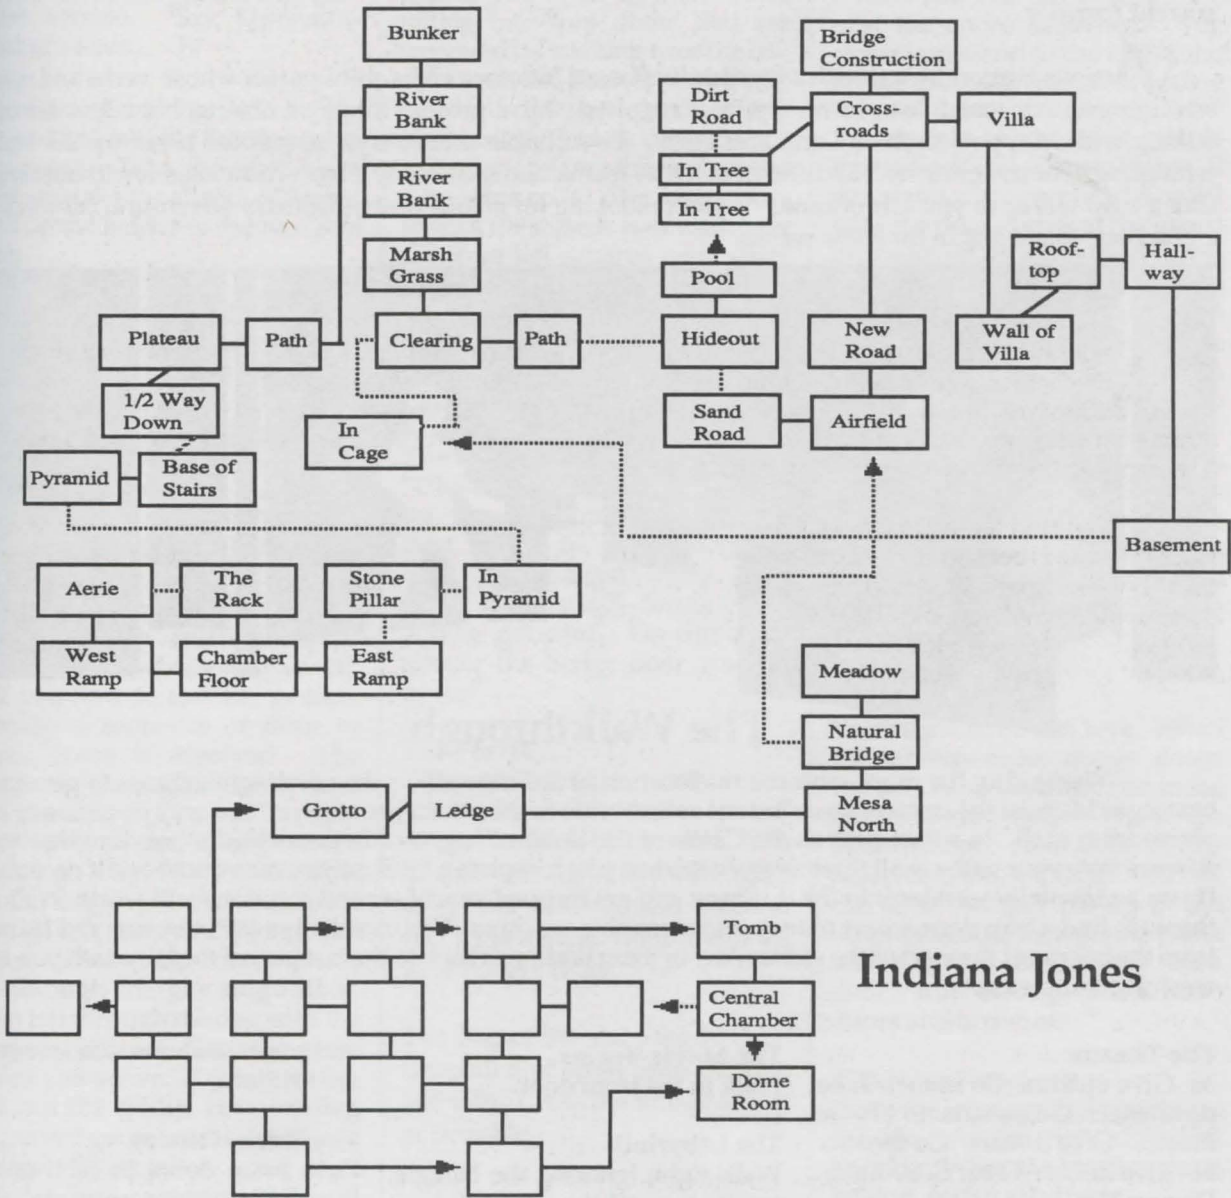 Bunker
River
Bank
River
Bank
Marsh
Grass
Bridge
Construction
Dirt
Road
Cross-
roads
Villa
In Tree
In Tree
Pool
Roof-
top
Hall-
way
Plateau
Path
Clearing
Path
Hideout
New
Road
Wall of
Villa
1/2 Way
Down
In
Cage
Sand
Road
Airfield
Pyramid
Base of
Stairs
Basement
Aerie
The
Rack
Stone
Pillar
In
Pyramid
West
Ramp
Chamber
Floor
East
Ramp
Meadow
Natural
Bridge
Mesa
North
Grotto
Ledge
Tomb
Central
Chamber
Dome
Room
Indiana Jones